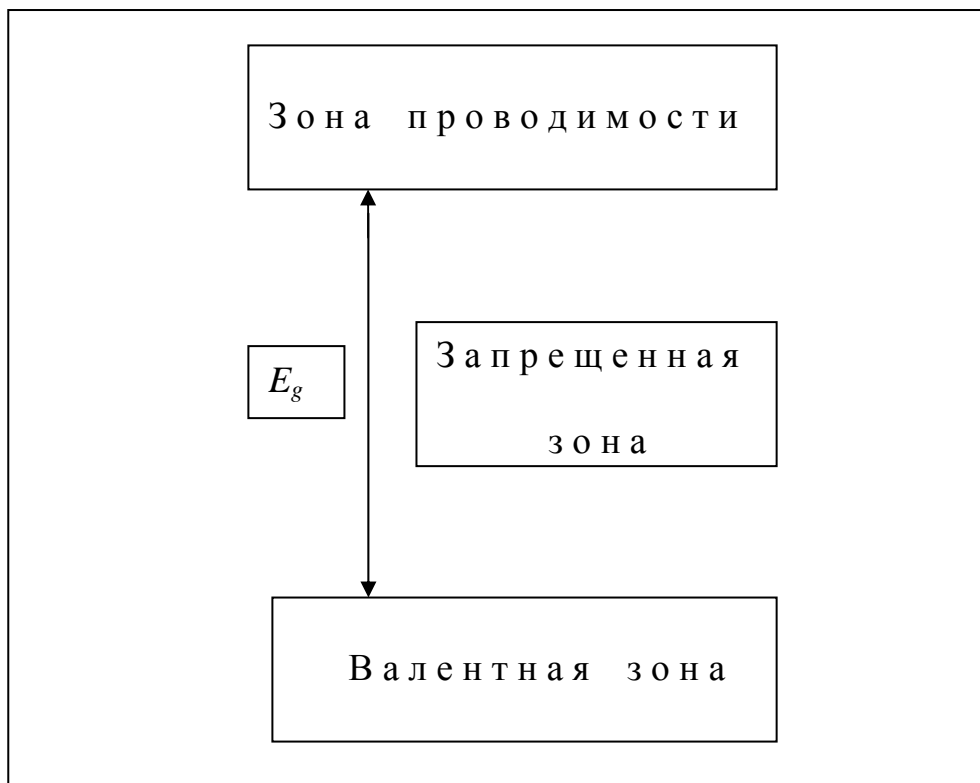 Зона проводимости
E_g
Запрещенная
зона
Валентная зона